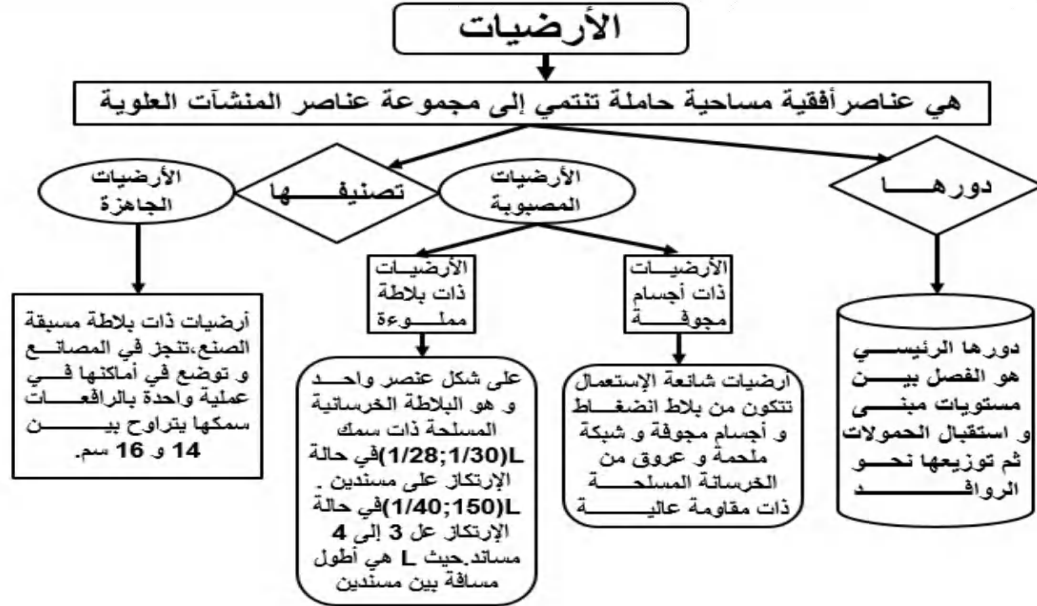 الأرضيات
هي عناصر أفقية مساحية حاملة تنتمي إلى مجموعة عناصر المنشآت العلوية
دورهــــا
تصنيفــــها
الأرضيات
المصبوبة
الأرضيات
الجاهزة
دورها الرئيسي
هو الفصل بين
مستويات مبنى
و استقبال الحمولات
ثم توزيعها نحو
الروافد
الأرضيات
ذات أجسام
مجوفة
أرضيات شائعة الإستعمال
تتكون من بلاط انضغاط
و أجسام مجوفة و شبكة
ملحمة و عروق من
الخرسانة المسلحة
ذات مقاومة عالية
الأرضيات
ذات بلاطة
مملوءة
على شكل عنصر واحد
و هو البلاطة الخرسانية
المسلحة ذات سمك
L(1/28;1/30)في حالة
الإرتكاز على مسندين .
L(1/40;150)في حالة
الإرتكاز عل 3 إلى 4
مساند.حيث L هي أطول
مسافة بين مسندين
أرضيات ذات بلاطة مسبقة
الصنع،تنجز في المصانع
و توضع في أماكنها في
عملية واحدة بالرافعات
سمكها يتراوح بين
14 و 16 سم.